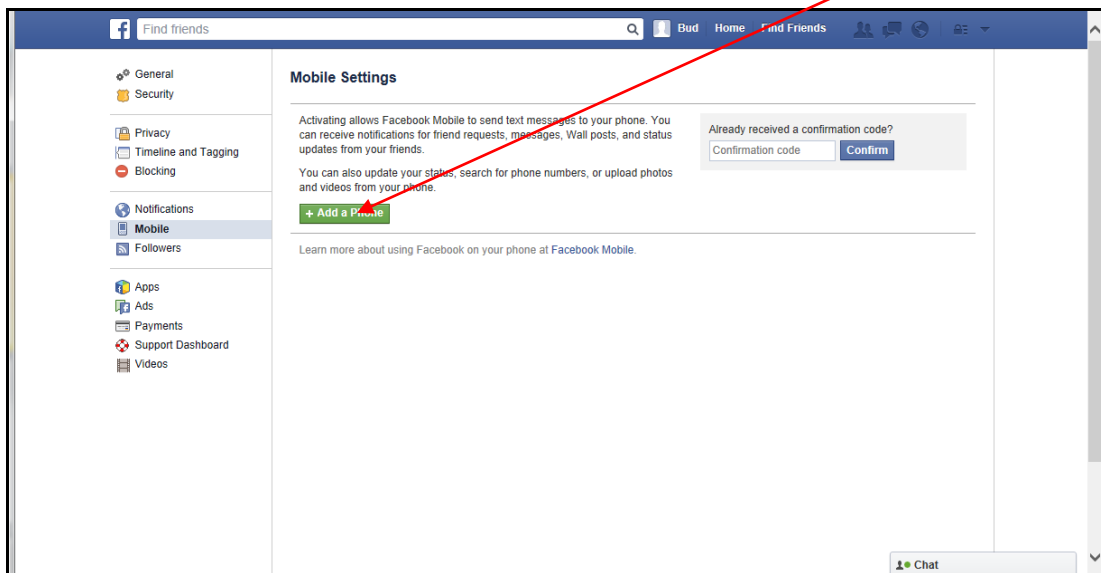 f Find friends Bud Home Find Friends
General
Security
Privacy
Timeline and Tagging
Blocking
Notifications
Mobile
Followers
Apps
Ads
Payments
Support Dashboard
Videos
Mobile Settings
Activating allows Facebook Mobile to send text messages to your phone. You
can receive notifications for friend requests, messages, Wall posts, and status
updates from your friends.
You can also update your status, search for phone numbers, or upload photos
and videos from your phone.
+ Add a Phone
Learn more about using Facebook on your phone at Facebook Mobile.
Already received a confirmation code?
Confirmation code Confirm
Chat